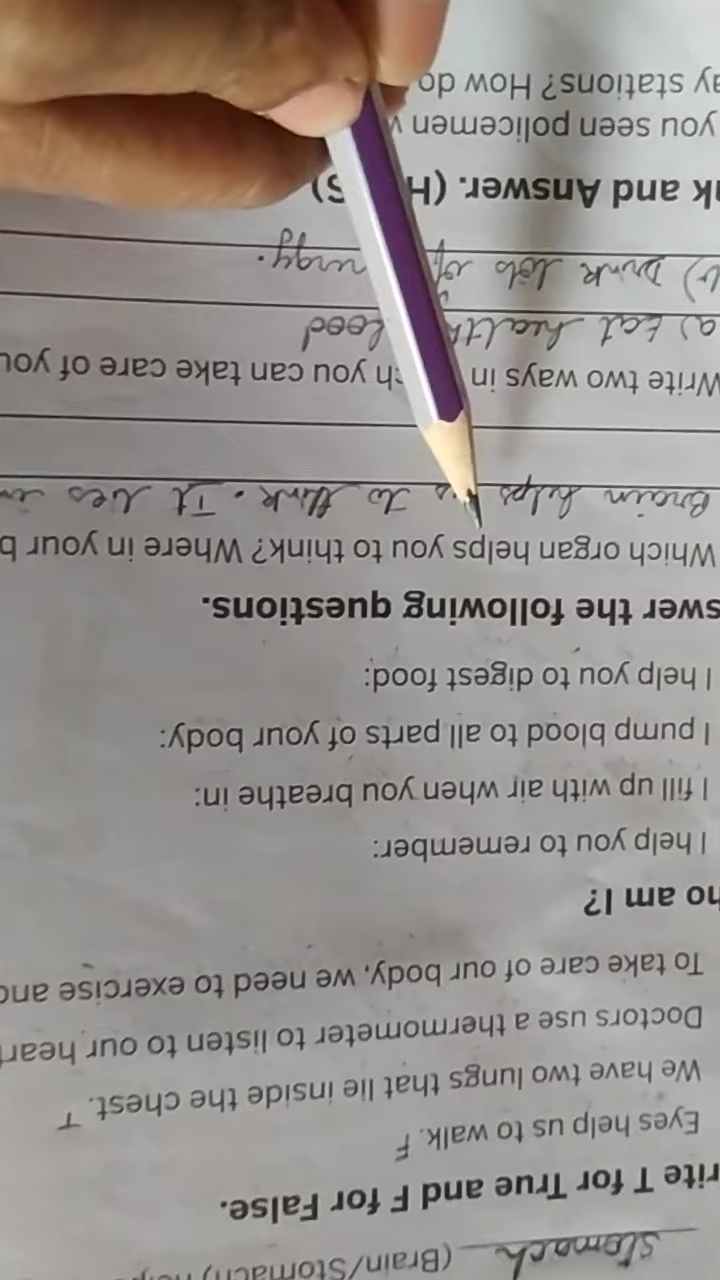 stomach (Brain/Stomach)
rite T for True and F for False.
Eyes help us to walk. F
We have two lungs that lie inside the chest. T
Doctors use a thermometer to listen to our hear
To take care of our body, we need to exercise and
ho am I?
I help you to remember:
I fill up with air when you breathe in:
I pump blood to all parts of your body:
I help you to digest food:
swer the following questions.
Which organ helps you to think? Where in your b
Brain helps to think. It lies in
Write two ways in ch you can take care of you
a) Eat health food
b) Drink lots of
nk and Answer. (H S)
you seen policemen
ay stations? How do